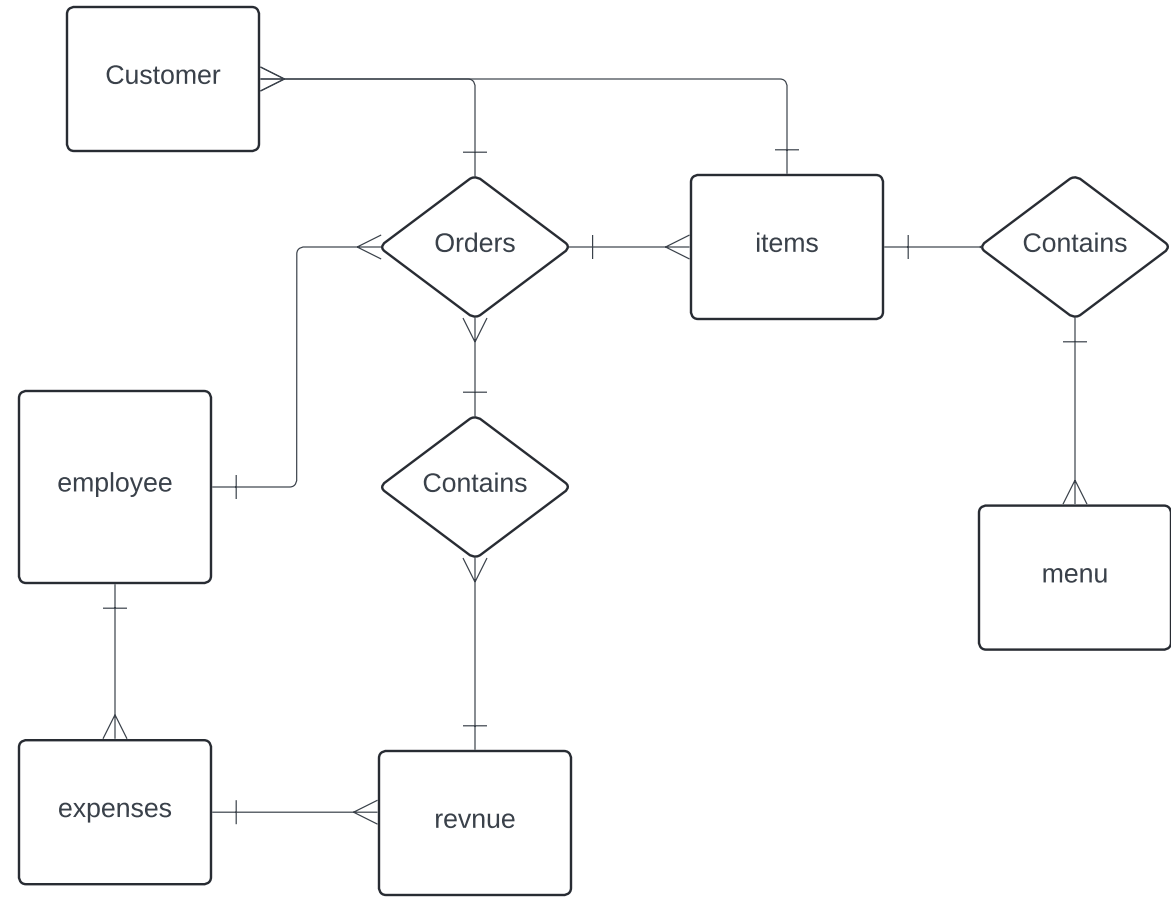 Customer
Orders
items
Contains
employee
Contains
menu
expenses
revnue